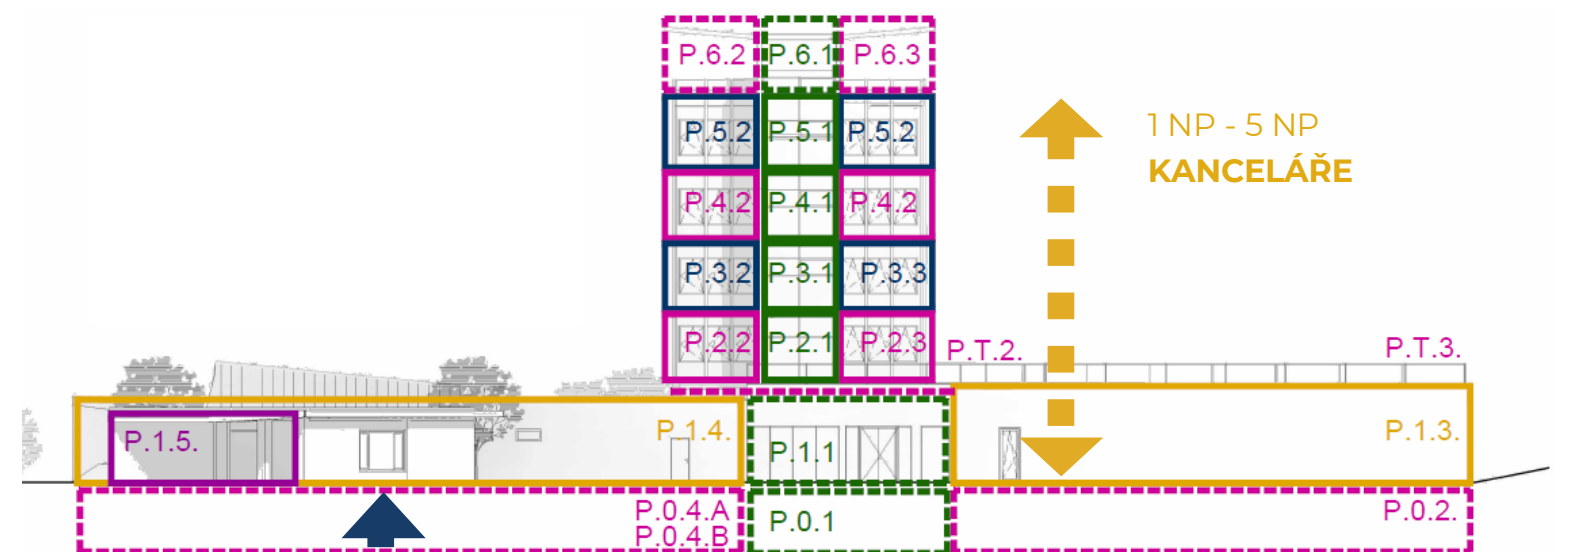 P.6.2 P.6.1 P.6.3
P.5.2 P.5.1 P.5.2
1 NP - 5 NP
KANCELÁŘE
P.4.2 P.4.1 P.4.2
P.3.2 P.3.1 P.3.3
P.2.2 P.2.1 P.2.3 P.T.2. P.T.3.
P.1.5. P.1.4. P.1.1 P.1.3.
P.0.4.A P.0.1 P.0.2.
P.0.4.B